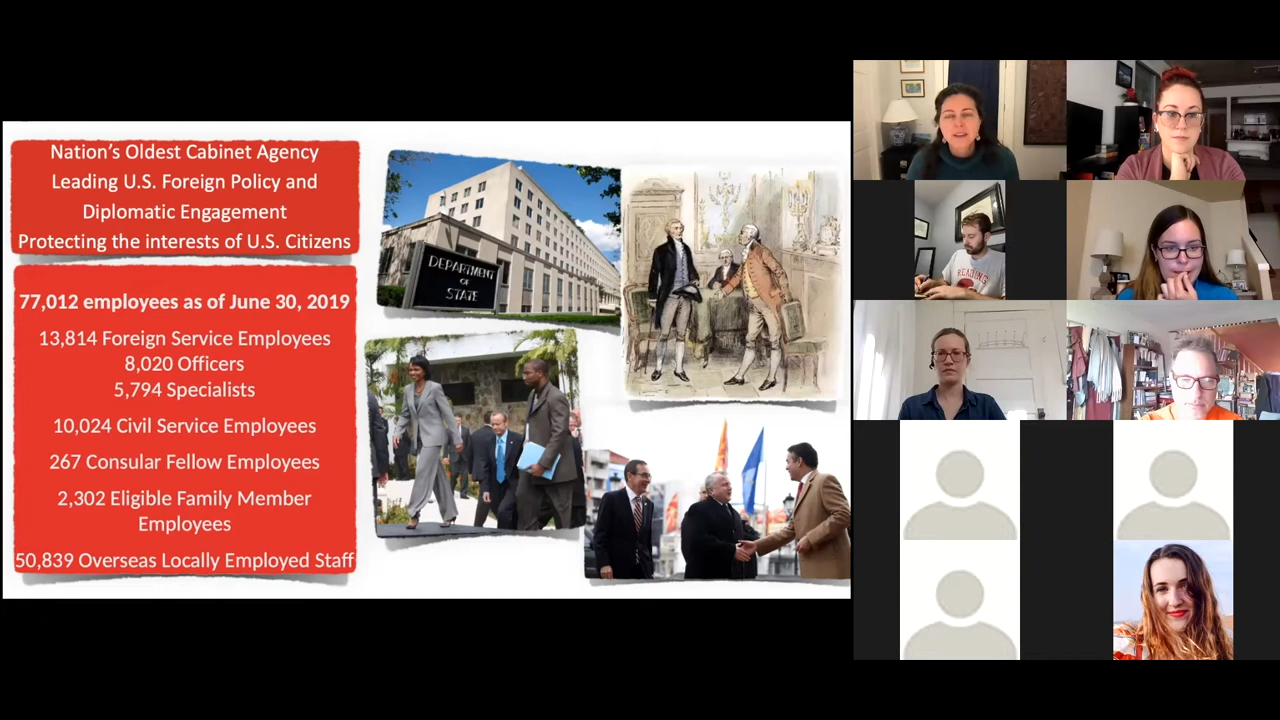 Nation’s Oldest Cabinet Agency
Leading U.S. Foreign Policy and
Diplomatic Engagement
Protecting the interests of U.S. Citizens
77,012 employees as of June 30, 2019
13,814 Foreign Service Employees
8,020 Officers
5,794 Specialists
10,024 Civil Service Employees
267 Consular Fellow Employees
2,302 Eligible Family Member
Employees
50,839 Overseas Locally Employed Staff
DEPARTMENT
OF
STATE
READING